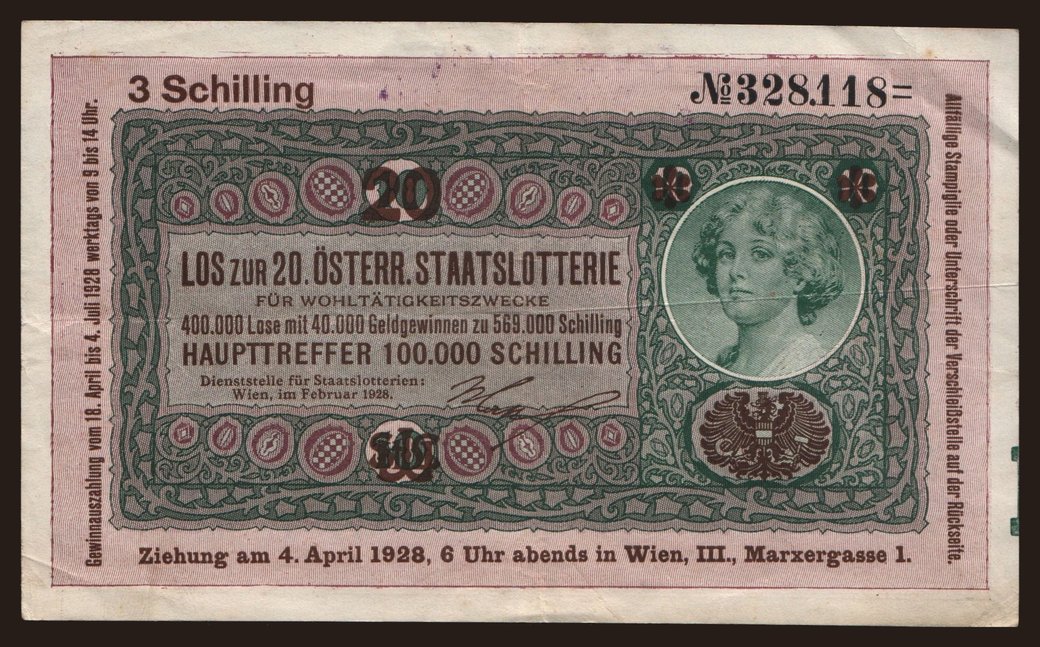 3 Schilling
№328.118=
Gewinnauszahlung vom 18. April bis 4. Juli 1928 werktags von 9 bis 14 Uhr.
20
LOS ZUR 20. ÖSTERR. STAATSLOTTERIE
FÜR WOHLTÄTIGKEITSZWECKE
400.000 Lose mit 40.000 Geldgewinnen zu 569.000 Schilling
HAUPTTREFFER 100.000 SCHILLING
Dienststelle für Staatslotterien:
Wien, im Februar 1928.
Allfällige Stampiglie oder Unterschrift der Verschleißstelle auf der Rückseite.
Ziehung am 4. April 1928, 6 Uhr abends in Wien, III., Marxergasse 1.